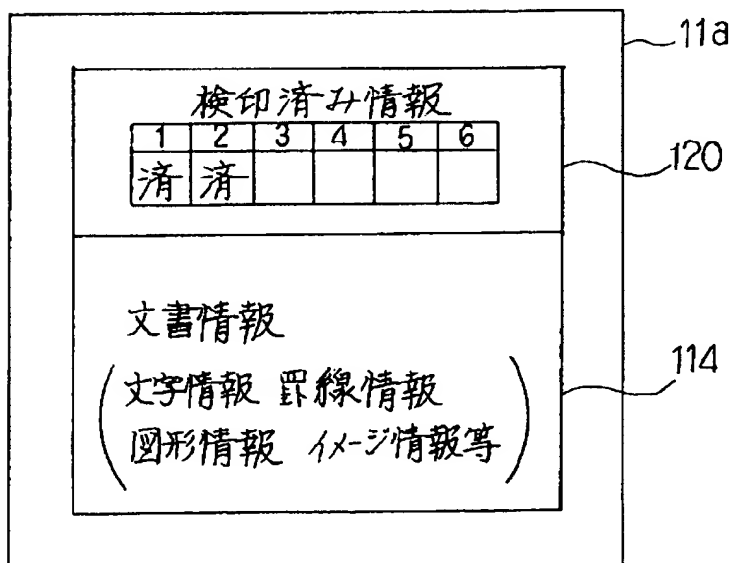 11a
検印済み情報
1 2 3 4 5 6
済 済
120
文書情報
114
(文字情報 罫線情報
図形情報 イメージ情報等)